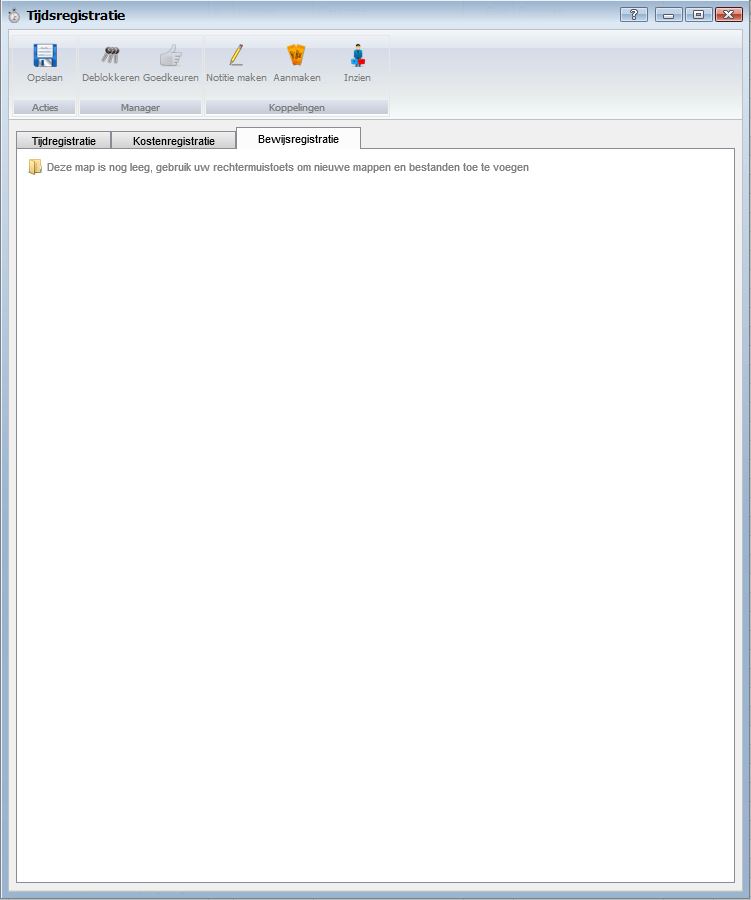 Tijdsregistratie
?
Opslaan Deblokkeren Goedkeuren Notitie maken Aanmaken Inzien
Acties Manager Koppelingen
Tijdregistratie Kostenregistratie Bewijsregistratie
Deze map is nog leeg, gebruik uw rechtermuistoets om nieuwe mappen en bestanden toe te voegen